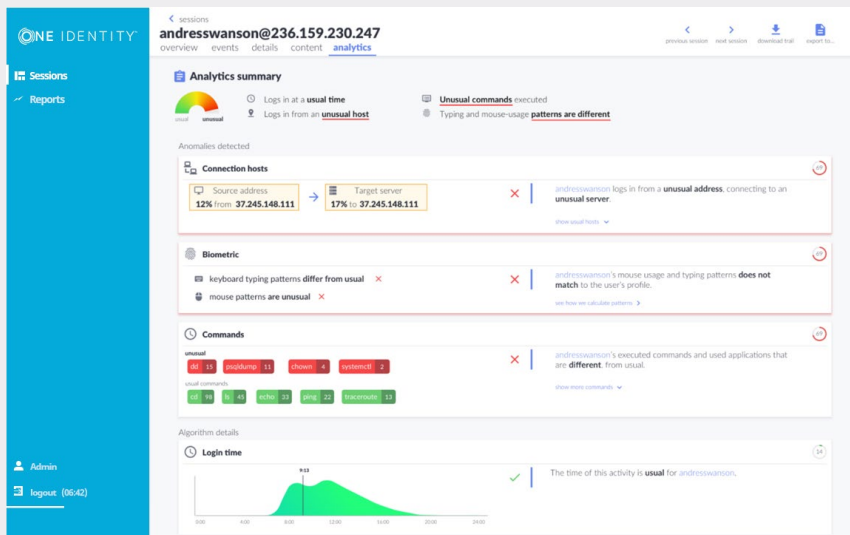 ONE IDENTITY
Sessions
Reports
Admin
logout (06:42)
sessions
andresswanson@236.159.230.247
overview events details content analytics
previous session next session download trail export to...
Analytics summary
usual unusual
Logs in at a usual time
Logs in from an unusual host
Unusual commands executed
Typing and mouse-usage patterns are different
Anomalies detected
Connection hosts
Source address
12% from 37.245.148.111
Target server
17% to 37.245.148.111
andresswanson logs in from a unusual address, connecting to an
unusual server.
show usual hosts
Biometric
keyboard typing patterns differ from usual
mouse patterns are unusual
andresswanson's mouse usage and typing patterns does not
match to the user's profile.
see how we calculate patterns
Commands
unusual
dd 15 psqldump 11 chown 4 systemctl 2
usual commands
cd 98 ls 45 echo 33 ping 22 traceroute 13
andresswanson's executed commands and used applications that
are different, from usual.
show more commands
Algorithm details
Login time
14
9:13
0:00 4:00 8:00 12:00 16:00 20:00 24:00
The time of this activity is usual for andresswanson.